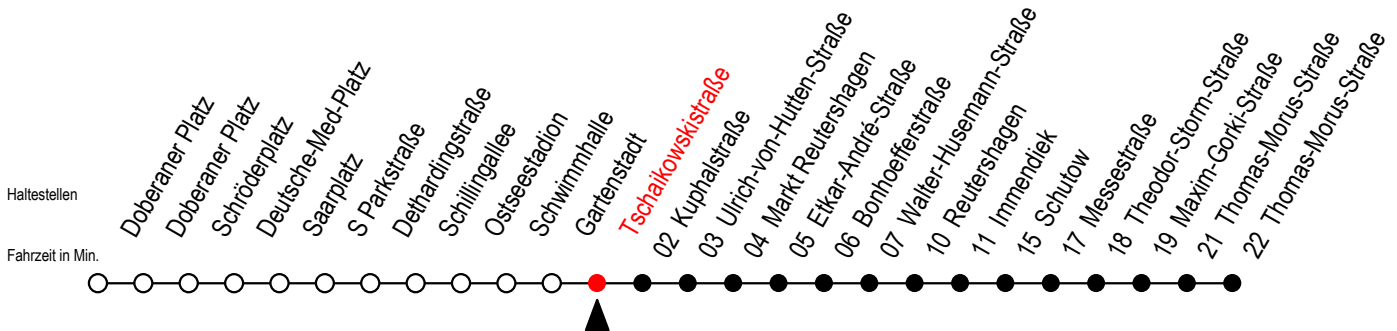 Haltestellen
Doberaner Platz
Doberaner Platz
Schröderplatz
Deutsche-Med-Platz
Saarplatz
S Parkstraße
Dethardingstraße
Schillingallee
Ostseestadion
Schwimmhalle
Gartenstadt
Tschaikowskistraße
02 Kuphalstraße
03 Ulrich-von-Hutten-Straße
04 Markt Reutershagen
05 Etkar-André-Straße
06 Bonhoefferstraße
07 Walter-Husemann-Straße
10 Reutershagen
11 Immendiek
15 Schutow
17 Messestraße
18 Theodor-Storm-Straße
19 Maxim-Gorki-Straße
21 Thomas-Morus-Straße
22 Thomas-Morus-Straße
Fahrzeit in Min.